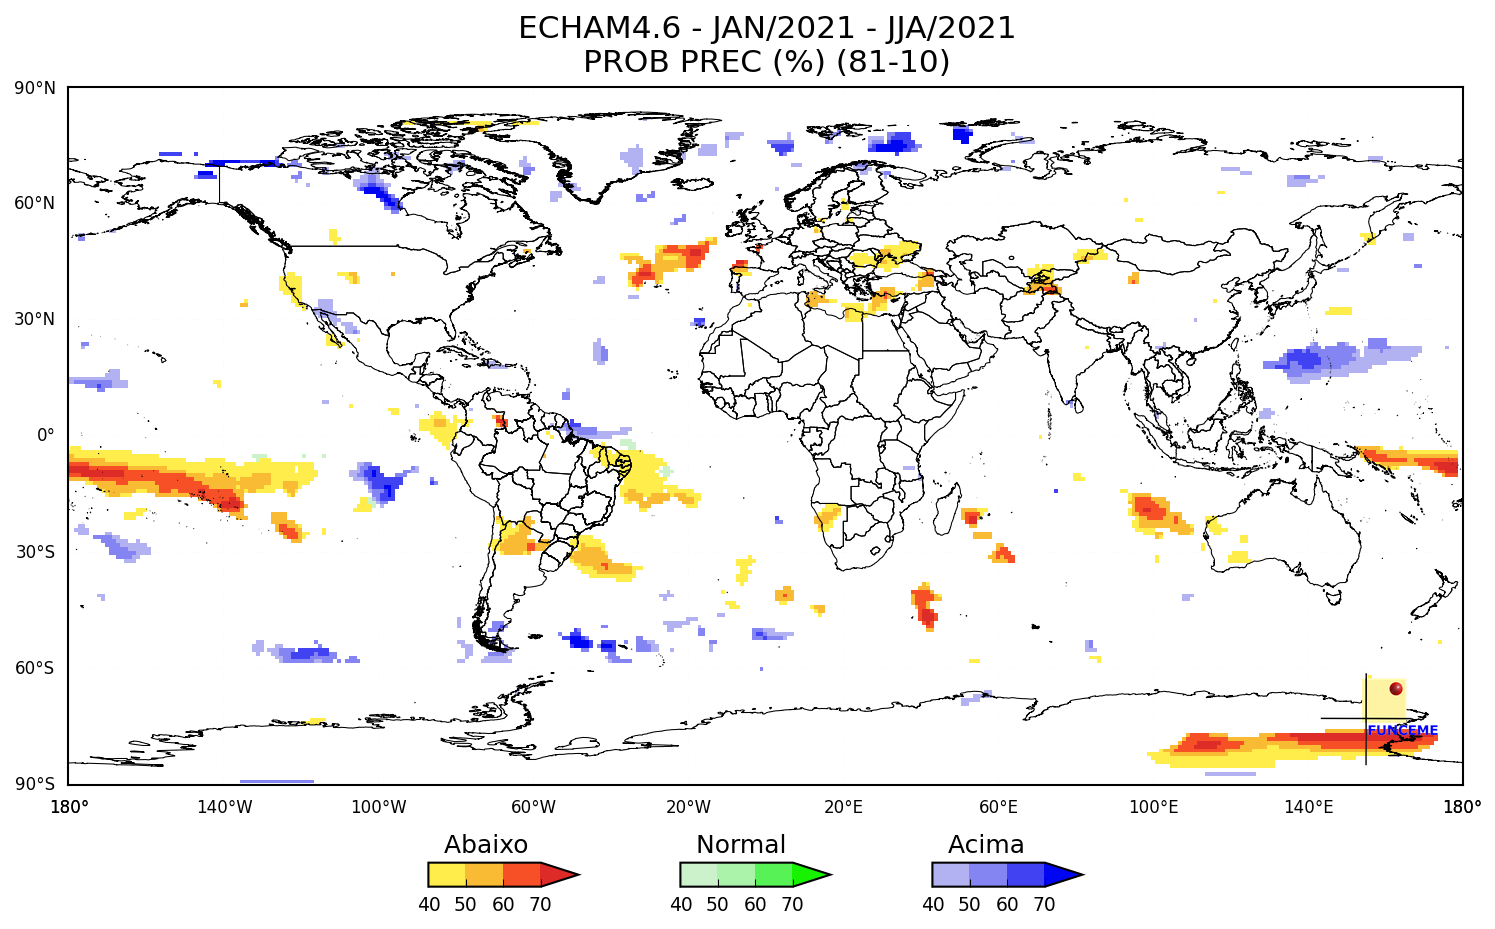 ECHAM4.6 - JAN/2021 - JJA/2021
PROB PREC (%) (81-10)
90°N
60°N
30°N
0°
30°S
60°S
90°S
FUNCEME
180° 140°W 100°W 60°W 20°W 20°E 60°E 100°E 140°E 180°
Abaixo Normal Acima
40 50 60 70 40 50 60 70 40 50 60 70